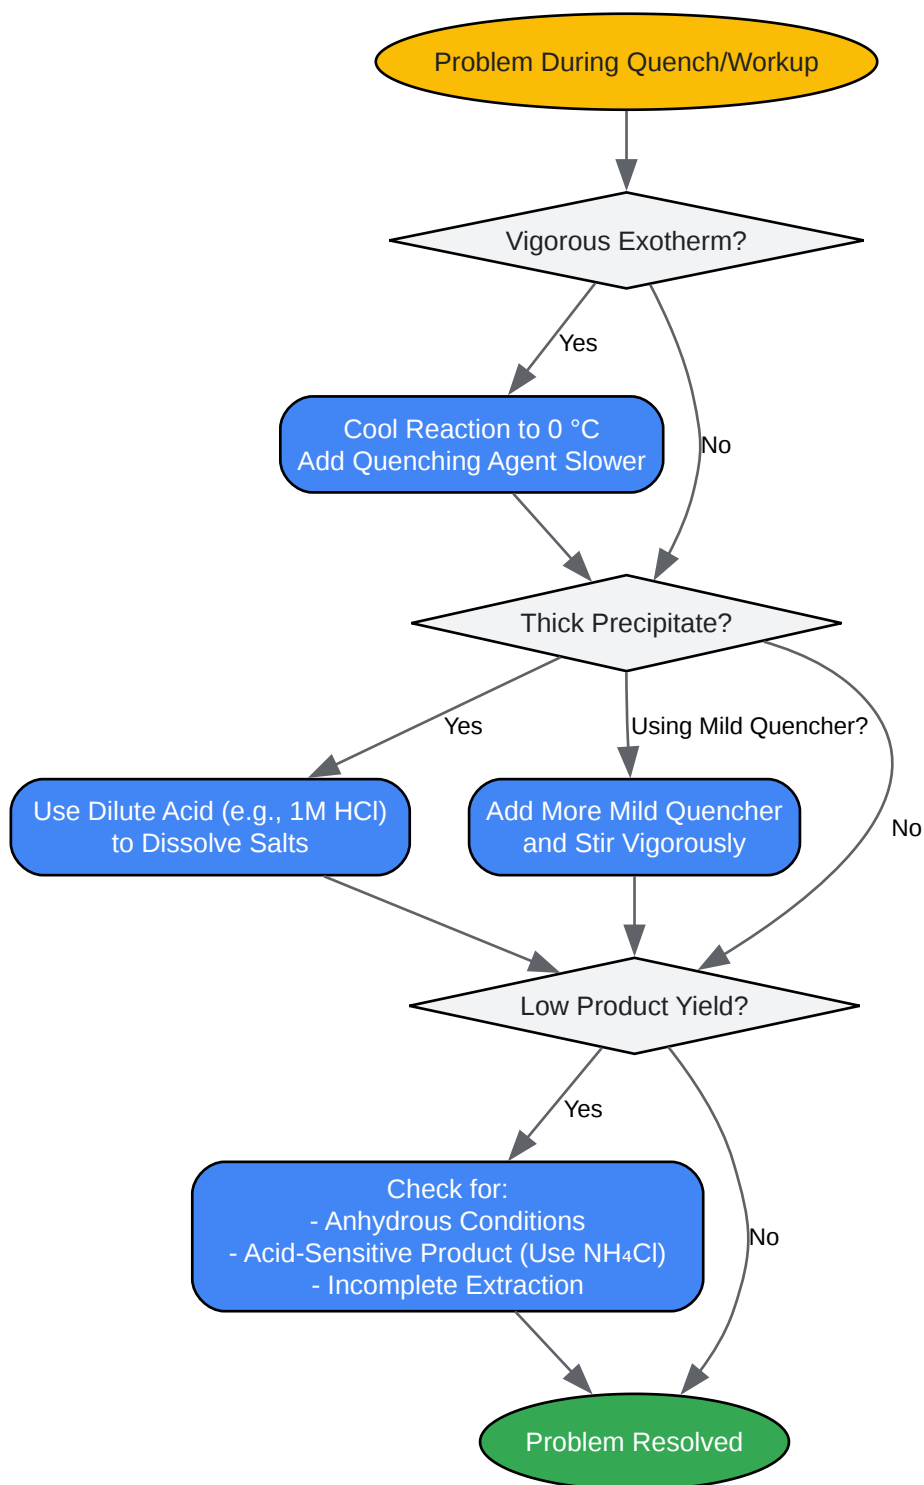 Problem During Quench/Workup
Vigorous Exotherm?
Yes
Cool Reaction to 0 °C
Add Quenching Agent Slower
No
Thick Precipitate?
Yes
Using Mild Quencher?
Use Dilute Acid (e.g., 1M HCl)
to Dissolve Salts
Add More Mild Quencher
and Stir Vigorously
No
Low Product Yield?
Yes
Check for:
- Anhydrous Conditions
- Acid-Sensitive Product (Use NH₄Cl)
- Incomplete Extraction
No
Problem Resolved